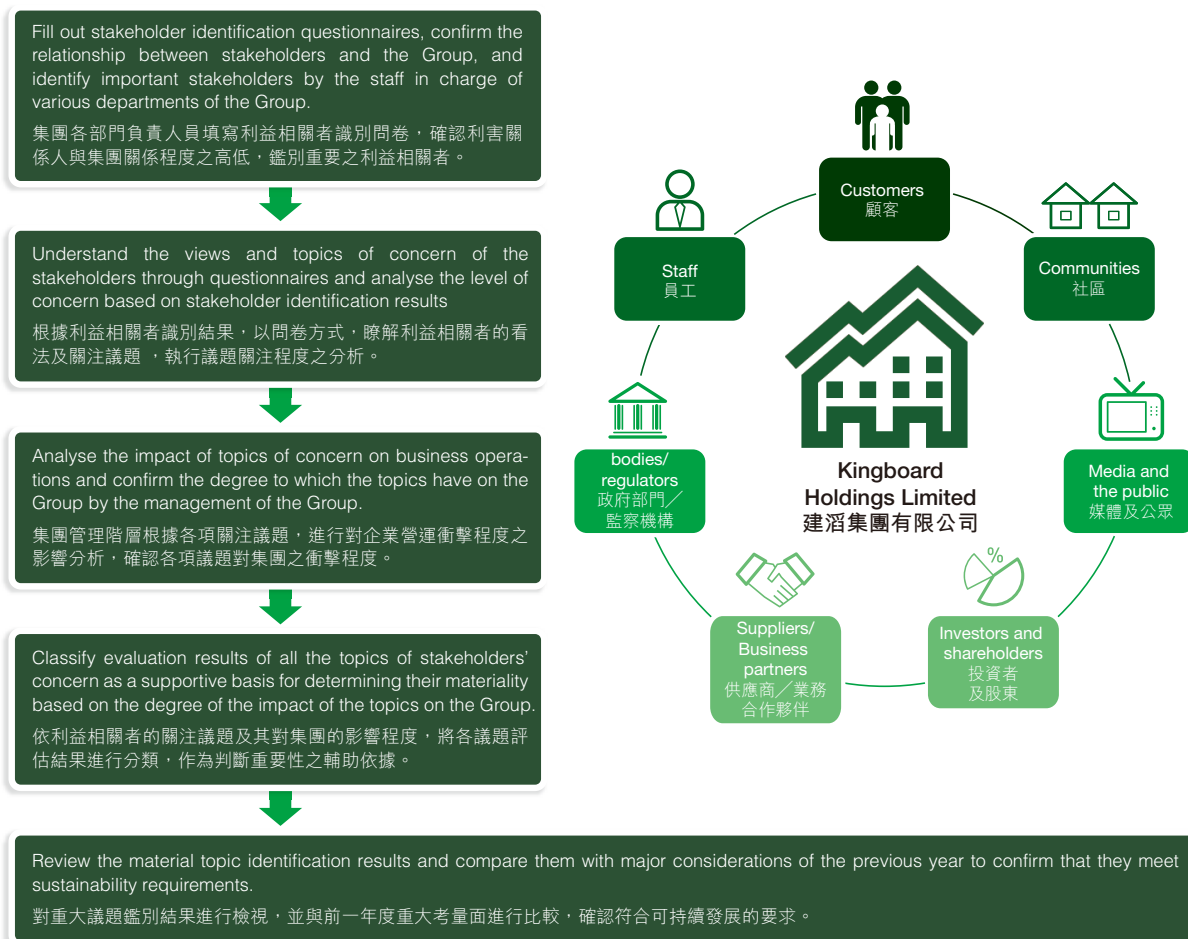 Fill out stakeholder identification questionnaires, confirm the
relationship between stakeholders and the Group, and
identify important stakeholders by the staff in charge of
various departments of the Group.
集團各部門負責人員填寫利益相關者識別問卷，確認利害關
係人與集團關係程度之高低，鑑別重要之利益相關者。
Understand the views and topics of concern of the
stakeholders through questionnaires and analyse the level of
concern based on stakeholder identification results
根據利益相關者識別結果，以問卷方式，瞭解利益相關者的看
法及關注議題，執行議題關注程度之分析。
Analyse the impact of topics of concern on business opera-
tions and confirm the degree to which the topics have on the
Group by the management of the Group.
集團管理階層根據各項關注議題，進行對企業營運衝擊程度之
影響分析，確認各項議題對集團之衝擊程度。
Classify evaluation results of all the topics of stakeholders’
concern as a supportive basis for determining their materiality
based on the degree of the impact of the topics on the Group.
依利益相關者的關注議題及其對集團的影響程度，將各議題評
估結果進行分類，作為判斷重要性之輔助依據。
Review the material topic identification results and compare them with major considerations of the previous year to confirm that they meet
sustainability requirements.
對重大議題鑑別結果進行檢視，並與前一年度重大考量面進行比較，確認符合可持續發展的要求。
Customers
顧客
Staff
員工
Communities
社區
bodies/
regulators
政府部門／
監察機構
Kingboard
Holdings Limited
建滔集團有限公司
Media and
the public
媒體及公眾
Suppliers/
Business
partners
供應商／業務
合作夥伴
%
Investors and
shareholders
投資者
及股東